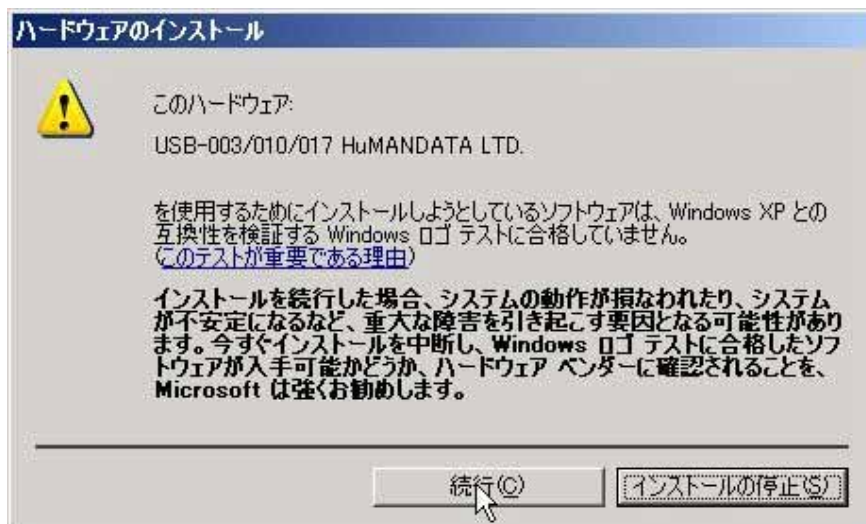 ハードウェアのインストール
このハードウェア:
USB-003/010/017 HuMANDATA LTD.
を使用するためにインストールしようとしているソフトウェアは、Windows XP との
互換性を検証する Windows ロゴ テストに合格していません。
(このテストが重要である理由)
インストールを続行した場合、システムの動作が損なわれたり、システム
が不安定になるなど、重大な障害を引き起こす要因となる可能性があり
ます。今すぐインストールを中断し、Windows ロゴ テストに合格したソフ
トウェアが入手可能かどうか、ハードウェア ベンダーに確認されることを、
Microsoft は強くお勧めします。
続行(C) インストールの停止(S)